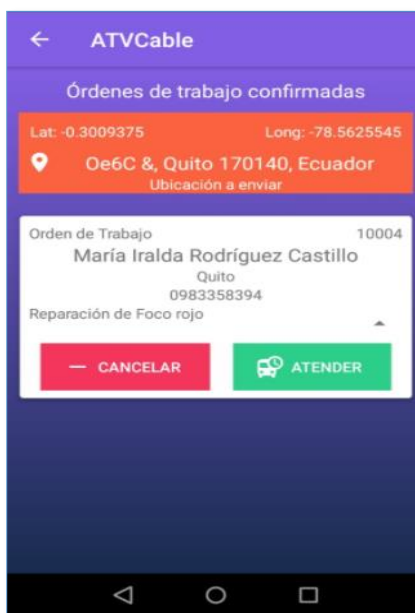 ATVCable
Órdenes de trabajo confirmadas
Lat: -0.3009375 Long: -78.5625545
Oe6C &, Quito 170140, Ecuador
Ubicación a enviar
Orden de Trabajo 10004
María Iralda Rodríguez Castillo
Quito
0983358394
Reparación de Foco rojo
CANCELAR ATENDER